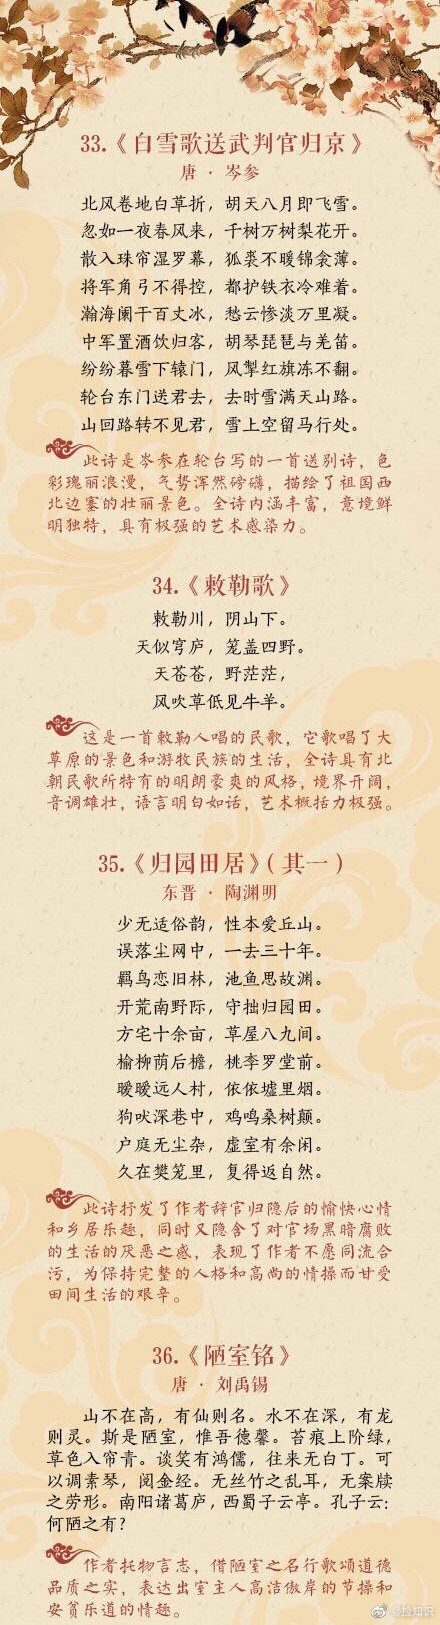 33.《白雪歌送武判官归京》
唐 · 岑参
北风卷地白草折，胡天八月即飞雪。
忽如一夜春风来，千树万树梨花开。
散入珠帘湿罗幕，狐裘不暖锦衾薄。
将军角弓不得控，都护铁衣冷难着。
瀚海阑干百丈冰，愁云惨淡万里凝。
中军置酒饮归客，胡琴琵琶与羌笛。
纷纷暮雪下辕门，风掣红旗冻不翻。
轮台东门送君去，去时雪满天山路。
山回路转不见君，雪上空留马行处。
此诗是岑参在轮台写的一首送别诗，色
彩瑰丽浪漫，气势浑然磅礴，描绘了祖国西
北边塞的壮丽景色。全诗内涵丰富，意境鲜
明独特，具有极强的艺术感染力。
34.《敕勒歌》
敕勒川，阴山下。
天似穹庐，笼盖四野。
天苍苍，野茫茫，
风吹草低见牛羊。
这是一首敕勒人唱的民歌，它歌唱了大
草原的景色和游牧民族的生活，全诗具有北
朝民歌所特有的明朗豪爽的风格，境界开阔，
音调雄壮，语言明白如话，艺术概括力极强。
35.《归园田居》（其一）
东晋 · 陶渊明
少无适俗韵，性本爱丘山。
误落尘网中，一去三十年。
羁鸟恋旧林，池鱼思故渊。
开荒南野际，守拙归园田。
方宅十余亩，草屋八九间。
榆柳荫后檐，桃李罗堂前。
暧暧远人村，依依墟里烟。
狗吠深巷中，鸡鸣桑树颠。
户庭无尘杂，虚室有余闲。
久在樊笼里，复得返自然。
此诗抒发了作者辞官归隐后的愉快心情
和乡居乐趣，同时又隐含了对官场黑暗腐败
的生活的厌恶之感，表现了作者不愿同流合
污，为保持完整的人格和高尚的情操而甘受
田间生活的艰辛。
36.《陋室铭》
唐 · 刘禹锡
山不在高，有仙则名。水不在深，有龙
则灵。斯是陋室，惟吾德馨。苔痕上阶绿，
草色入帘青。谈笑有鸿儒，往来无白丁。可
以调素琴，阅金经。无丝竹之乱耳，无案牍
之劳形。南阳诸葛庐，西蜀子云亭。孔子云：
何陋之有？
作者托物言志，借陋室之名行歌颂道德
品质之实，表达出室主人高洁傲岸的节操和
安贫乐道的情趣。
@捡知识